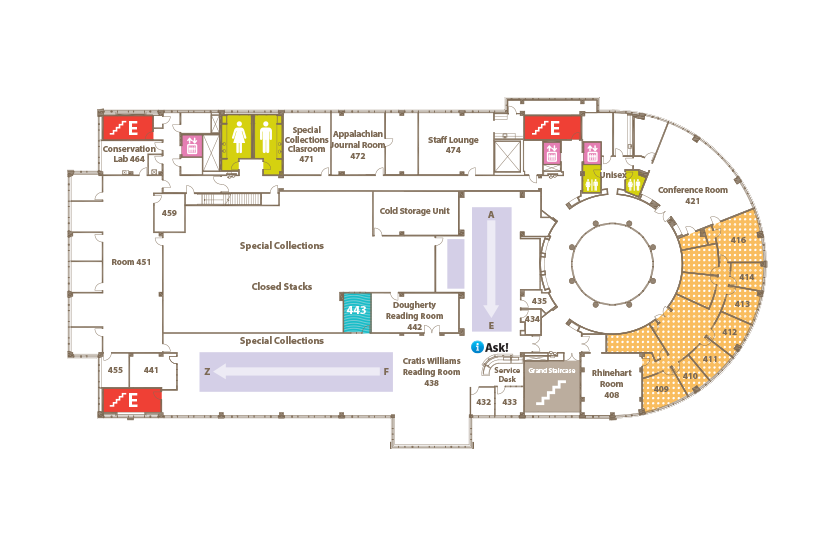 E
Conservation
Lab 464
Special
Collections
Clasroom
471
Appalachian
Journal Room
472
Staff Lounge
474
E
Unisex
Conference Room
421
459
Cold Storage Unit
A
E
Special Collections
Closed Stacks
Room 451
443
Dougherty
Reading Room
442
435
434
416
414
413
412
411
410
409
Special Collections
i Ask!
Z
F
Cratis Williams
Reading Room
438
Service
Desk
Grand Staircase
Rhinehart
Room
408
455
441
E
432
433